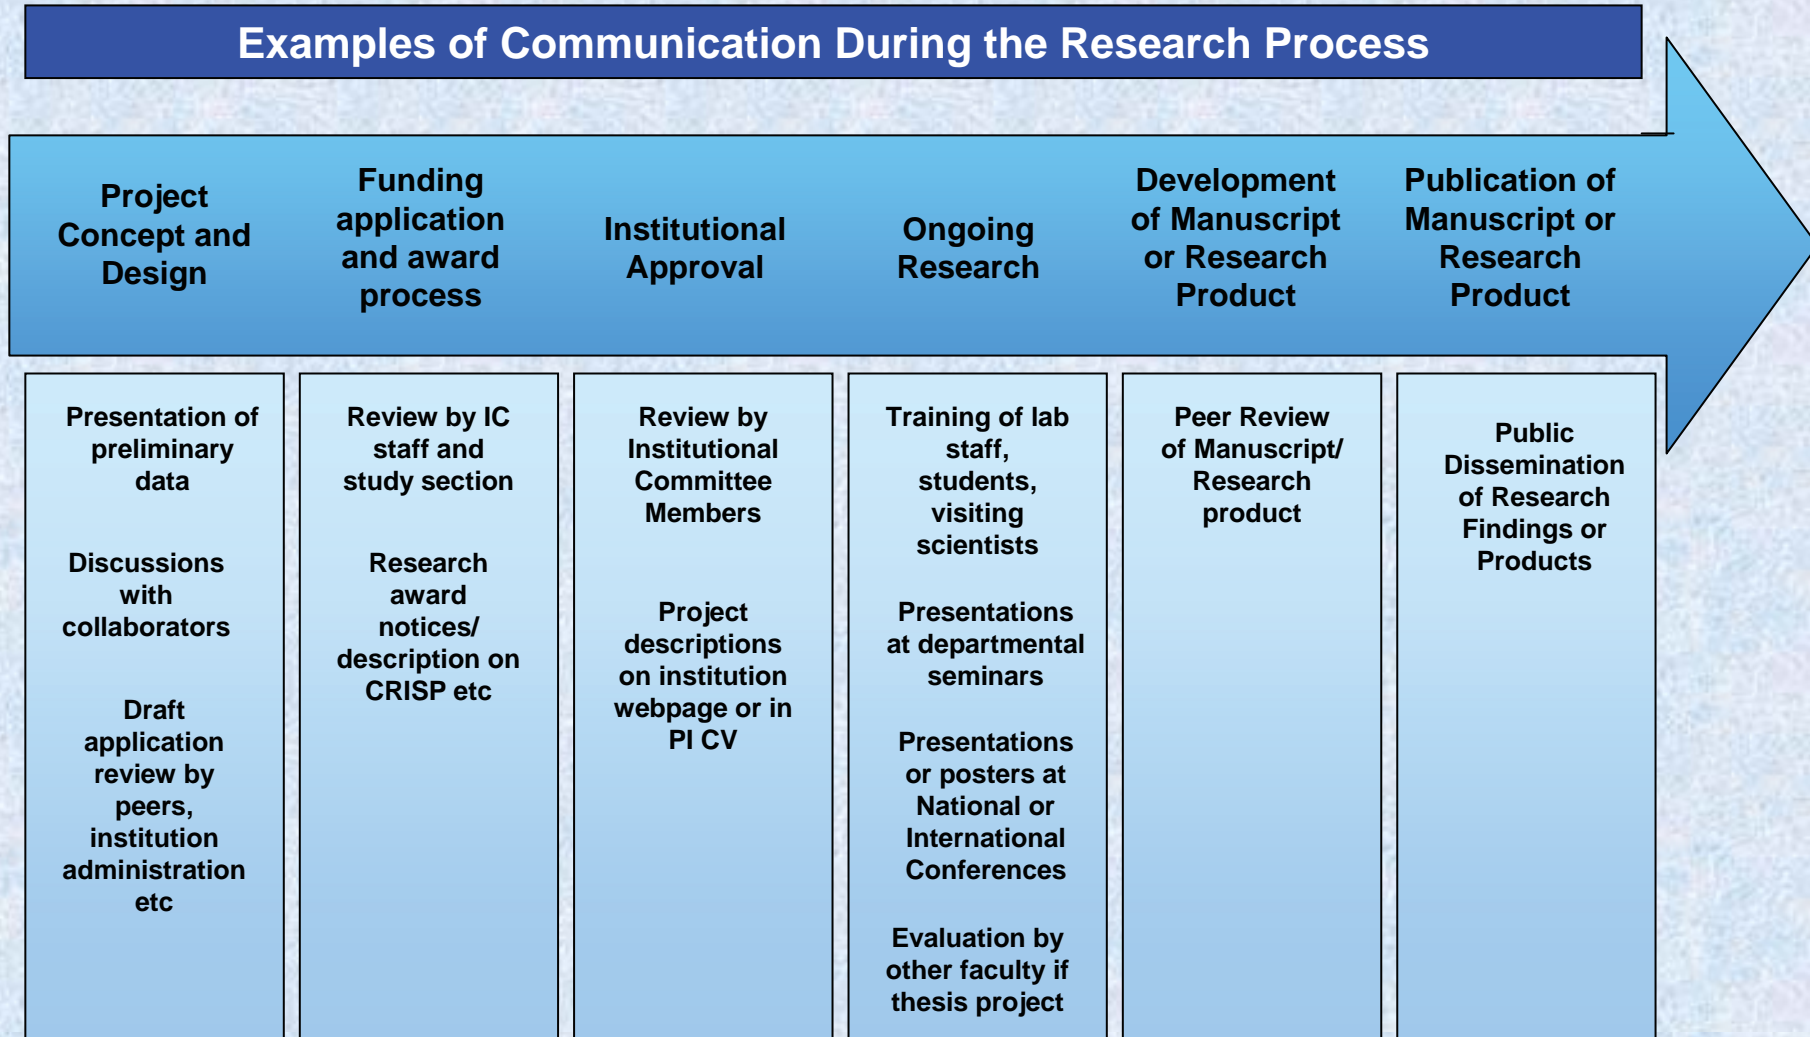 Examples of Communication During the Research Process
Project
Concept and
Design
Funding
application
and award
process
Institutional
Approval
Ongoing
Research
Development
of Manuscript
or Research
Product
Publication of
Manuscript or
Research
Product
Presentation of
preliminary
data
Discussions
with
collaborators
Draft
application
review by
peers,
institution
administration
etc
Review by IC
staff and
study section
Research
award
notices/
description on
CRISP etc
Review by
Institutional
Committee
Members
Project
descriptions
on institution
webpage or in
PI CV
Training of lab
staff,
students,
visiting
scientists
Presentations
at departmental
seminars
Presentations
or posters at
National or
International
Conferences
Evaluation by
other faculty if
thesis project
Peer Review
of Manuscript/
Research
product
Public
Dissemination
of Research
Findings or
Products